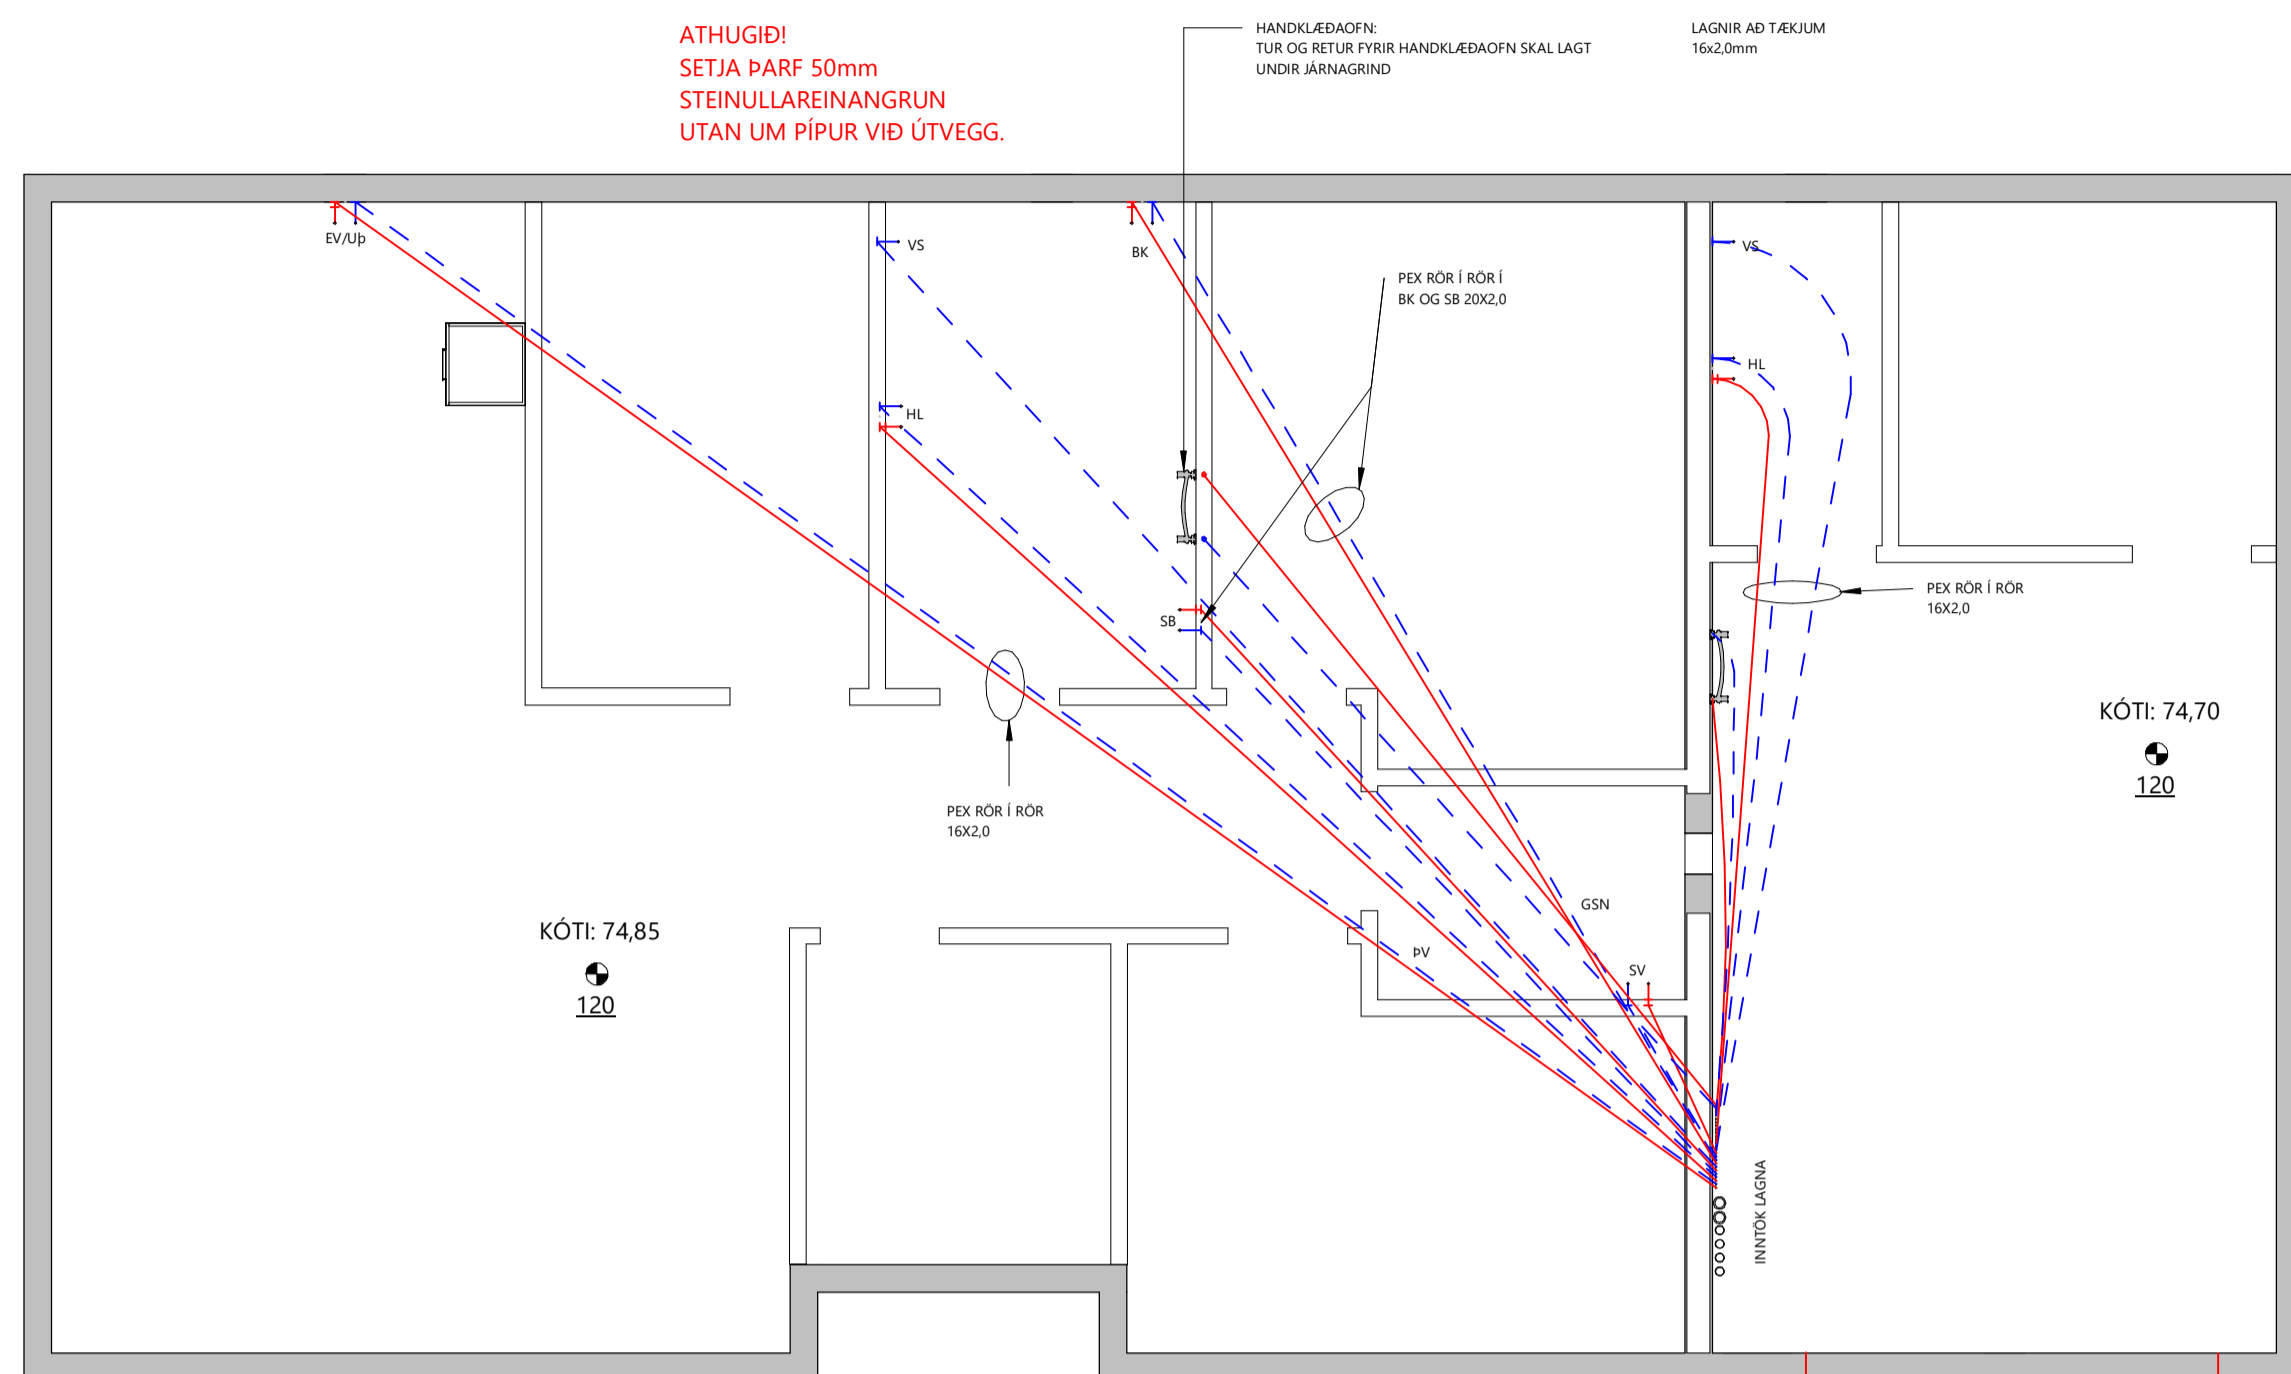 ATHUGIÐ!
SETJA ÞARF 50mm
STEINULLAREINANGRUN
UTAN UM PÍPUR VIÐ ÚTVEGG.
HANDKLÆÐAOFN:
TUR OG RETUR FYRIR HANDKLÆÐAOFN SKAL LAGT
UNDIR JÁRNAGRIND
LAGNIR AÐ TÆKJUM
16x2,0mm
EV/Uþ
VS
BK
VS
PEX RÖR Í RÖR Í
BK OG SB 20X2,0
HL
HL
SB
PEX RÖR Í RÖR
16X2,0
KÓTI: 74,70
120
PEX RÖR Í RÖR
16X2,0
GSN
KÓTI: 74,85
120
ÞV
SV
INNTÖK LAGNA